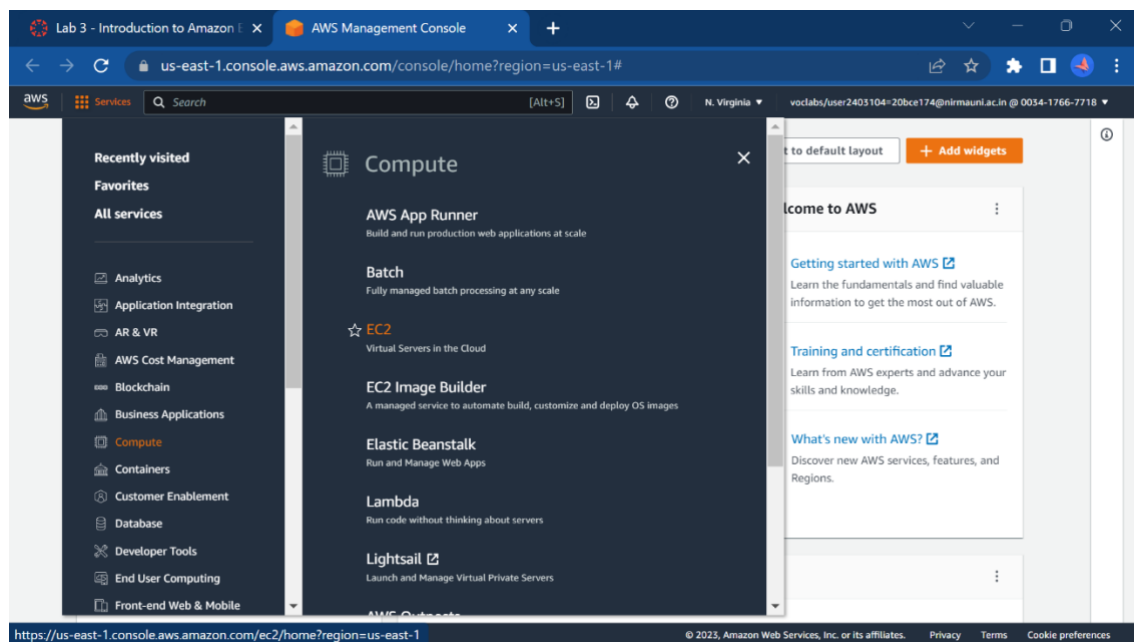 Lab 3 - Introduction to Amazon E
AWS Management Console
us-east-1.console.aws.amazon.com/console/home?region=us-east-1#
aws
Services
Search
[Alt+S]
N. Virginia
voclabs/user2403104=20bce174@nirmauni.ac.in @ 0034-1766-7718
Recently visited
Favorites
All services
Analytics
Application Integration
AR & VR
AWS Cost Management
Blockchain
Business Applications
Compute
Containers
Customer Enablement
Database
Developer Tools
End User Computing
Front-end Web & Mobile
Compute
AWS App Runner
Build and run production web applications at scale
Batch
Fully managed batch processing at any scale
EC2
Virtual Servers in the Cloud
EC2 Image Builder
A managed service to automate build, customize and deploy OS images
Elastic Beanstalk
Run and Manage Web Apps
Lambda
Run code without thinking about servers
Lightsail
Launch and Manage Virtual Private Servers
AWS Outposts
t to default layout
+ Add widgets
lcome to AWS
Getting started with AWS
Learn the fundamentals and find valuable
information to get the most out of AWS.
Training and certification
Learn from AWS experts and advance your
skills and knowledge.
What's new with AWS?
Discover new AWS services, features, and
Regions.
https://us-east-1.console.aws.amazon.com/ec2/home?region=us-east-1
© 2023, Amazon Web Services, Inc. or its affiliates.
Privacy
Terms
Cookie preferences